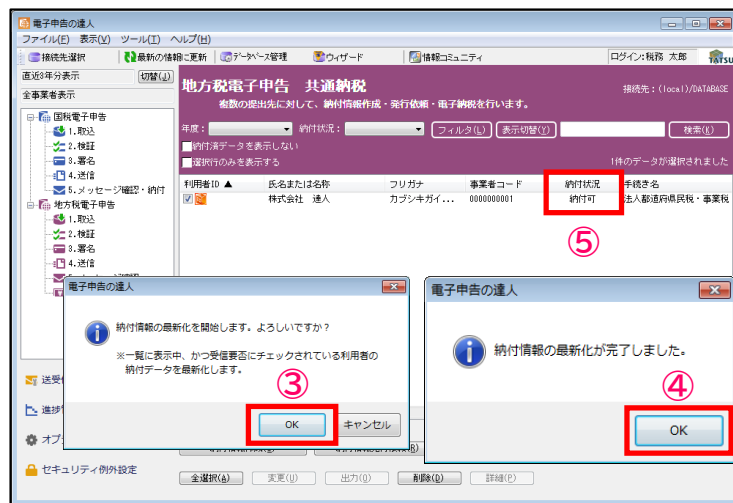 電子申告の達人
ファイル(F) 表示(V) ツール(T) ヘルプ(H)
接続先選択 最新の情報に更新 データベース管理 ウィザード 情報コミュニティ ログイン:税務 太郎 TATSU
直近3年分表示 切替(J)
全事業者表示
国税電子申告
1.取込
2.検証
3.署名
4.送信
5.メッセージ確認・納付
地方税電子申告
1.取込
2.検証
3.署名
4.送信
地方税電子申告 共通納税
接続先：(local)/DATABASE
複数の提出先に対して、納付情報作成・発行依頼・電子納税を行います。
年度： 納付状況： フィルタ(L) 表示切替(Y) 検索(K)
納付済データを表示しない
選択行のみを表示する 1件のデータが選択されました
利用者ID ▲ 氏名または名称 フリガナ 事業者コード 納付状況 手続き名
株式会社 達人 カブシキガイ... 0000000001 納付可 法人都道府県民税・事業税
⑤
電子申告の達人
納付情報の最新化を開始します。よろしいですか？
※一覧に表示中、かつ受信要否にチェックされている利用者の
納付データを最新化します。
③
OK キャンセル
電子申告の達人
納付情報の最新化が完了しました。
④
OK
送受
進捗
オプ
セキュリティ例外設定
全選択(A) 変更(U) 出力(O) 削除(D) 詳細(P)